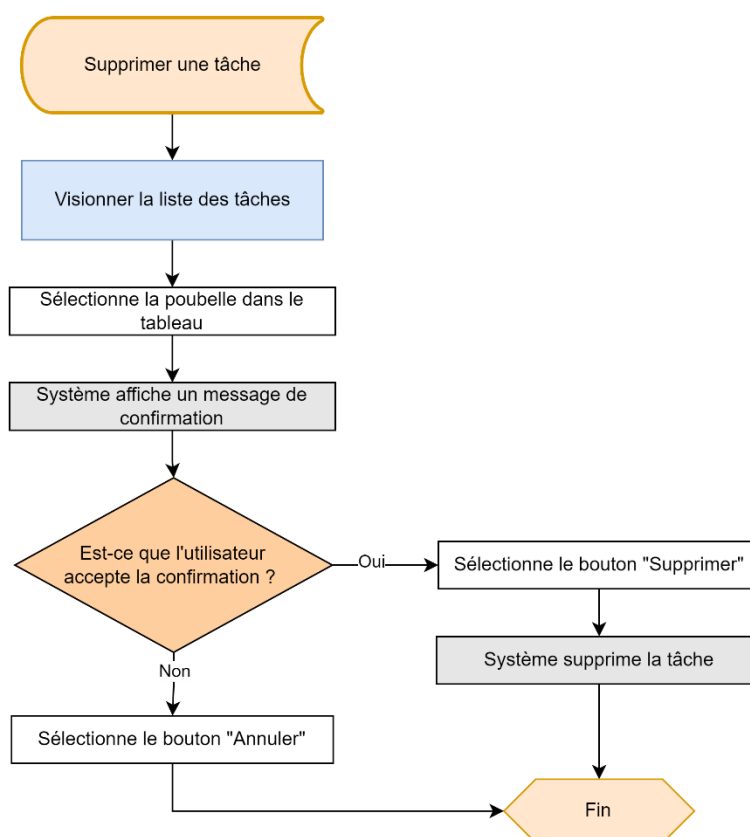 Supprimer une tâche
Visionner la liste des tâches
Sélectionne la poubelle dans le
tableau
Système affiche un message de
confirmation
Est-ce que l'utilisateur
accepte la confirmation ?
Oui
Sélectionne le bouton "Supprimer"
Système supprime la tâche
Non
Sélectionne le bouton "Annuler"
Fin